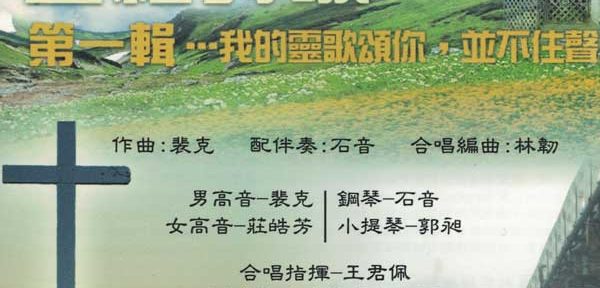 第一輯…我的靈歌頌你，並不住聲
作曲:裴克 配伴奏:石音 合唱編曲:林韌
男高音–裴克 鋼琴–石音
女高音–莊皓芳 小提琴–郭昶
合唱指揮–王君佩